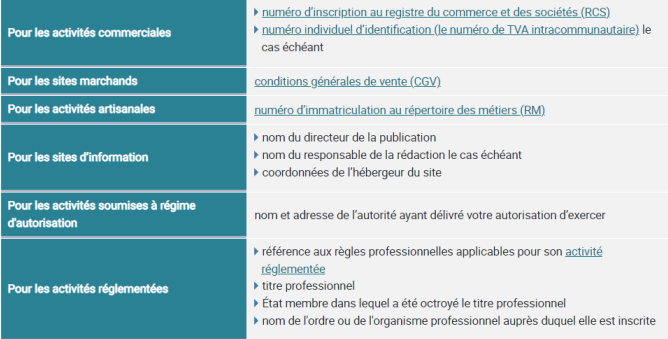 Pour les activités commerciales
numéro d’inscription au registre du commerce et des sociétés (RCS)
numéro individuel d’identification (le numéro de TVA intracommunautaire) le
cas échéant
Pour les sites marchands
conditions générales de vente (CGV)
Pour les activités artisanales
numéro d’immatriculation au répertoire des métiers (RM)
Pour les sites d’information
nom du directeur de la publication
nom du responsable de la rédaction le cas échéant
coordonnées de l’hébergeur du site
Pour les activités soumises à régime
d'autorisation
nom et adresse de l’autorité ayant délivré votre autorisation d’exercer
Pour les activités réglementées
référence aux règles professionnelles applicables pour son activité
réglementée
titre professionnel
État membre dans lequel a été octroyé le titre professionnel
nom de l'ordre ou de l'organisme professionnel auprès duquel elle est inscrite